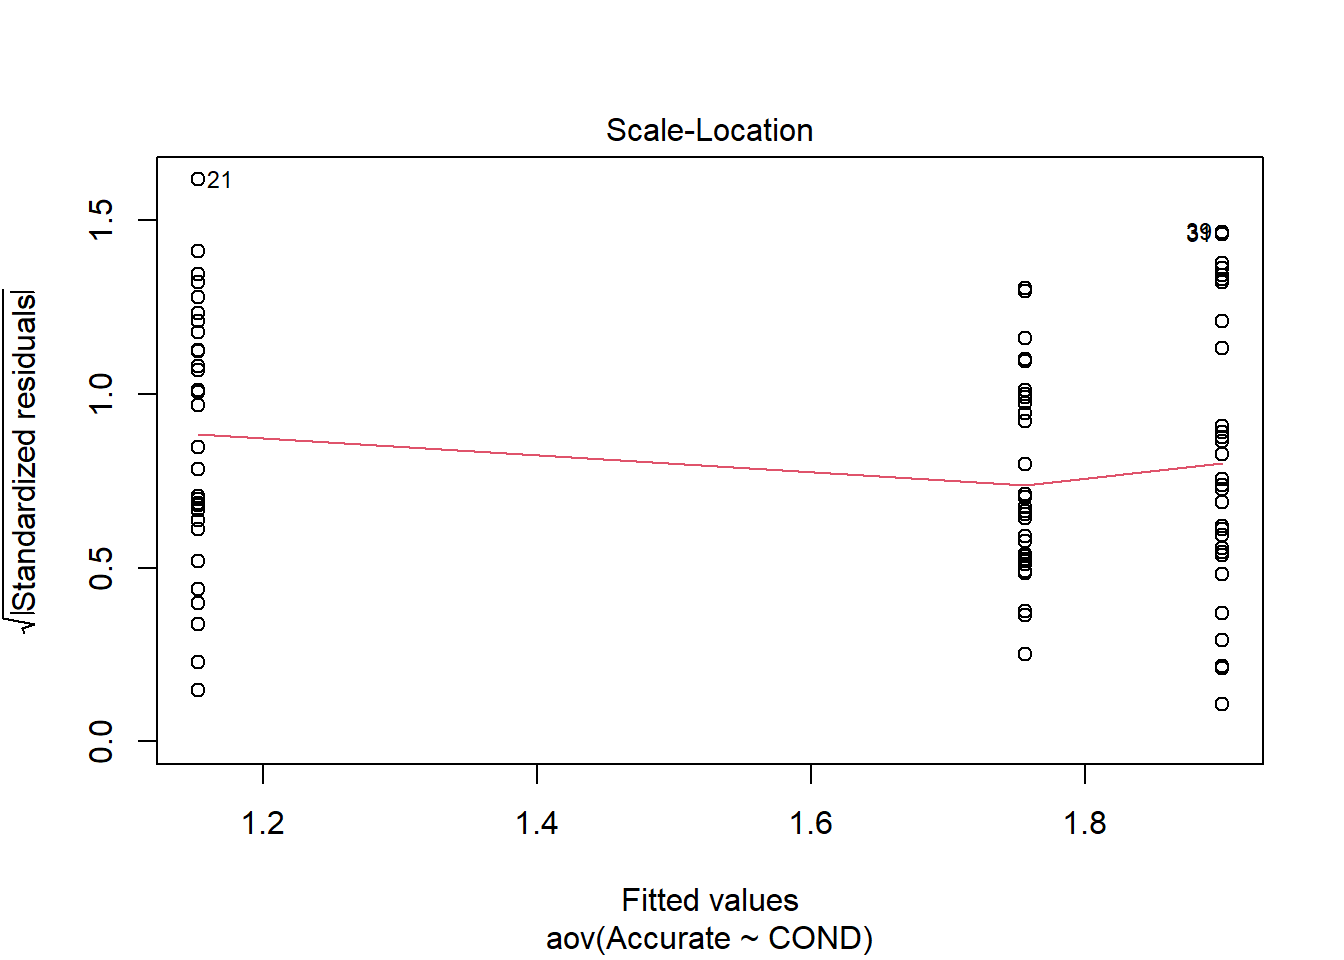 Scale-Location
√|Standardized residuals|
1.5
1.0
0.5
0.0
21
1.2
1.4
1.6
1.8
Fitted values
aov(Accurate ~ COND)